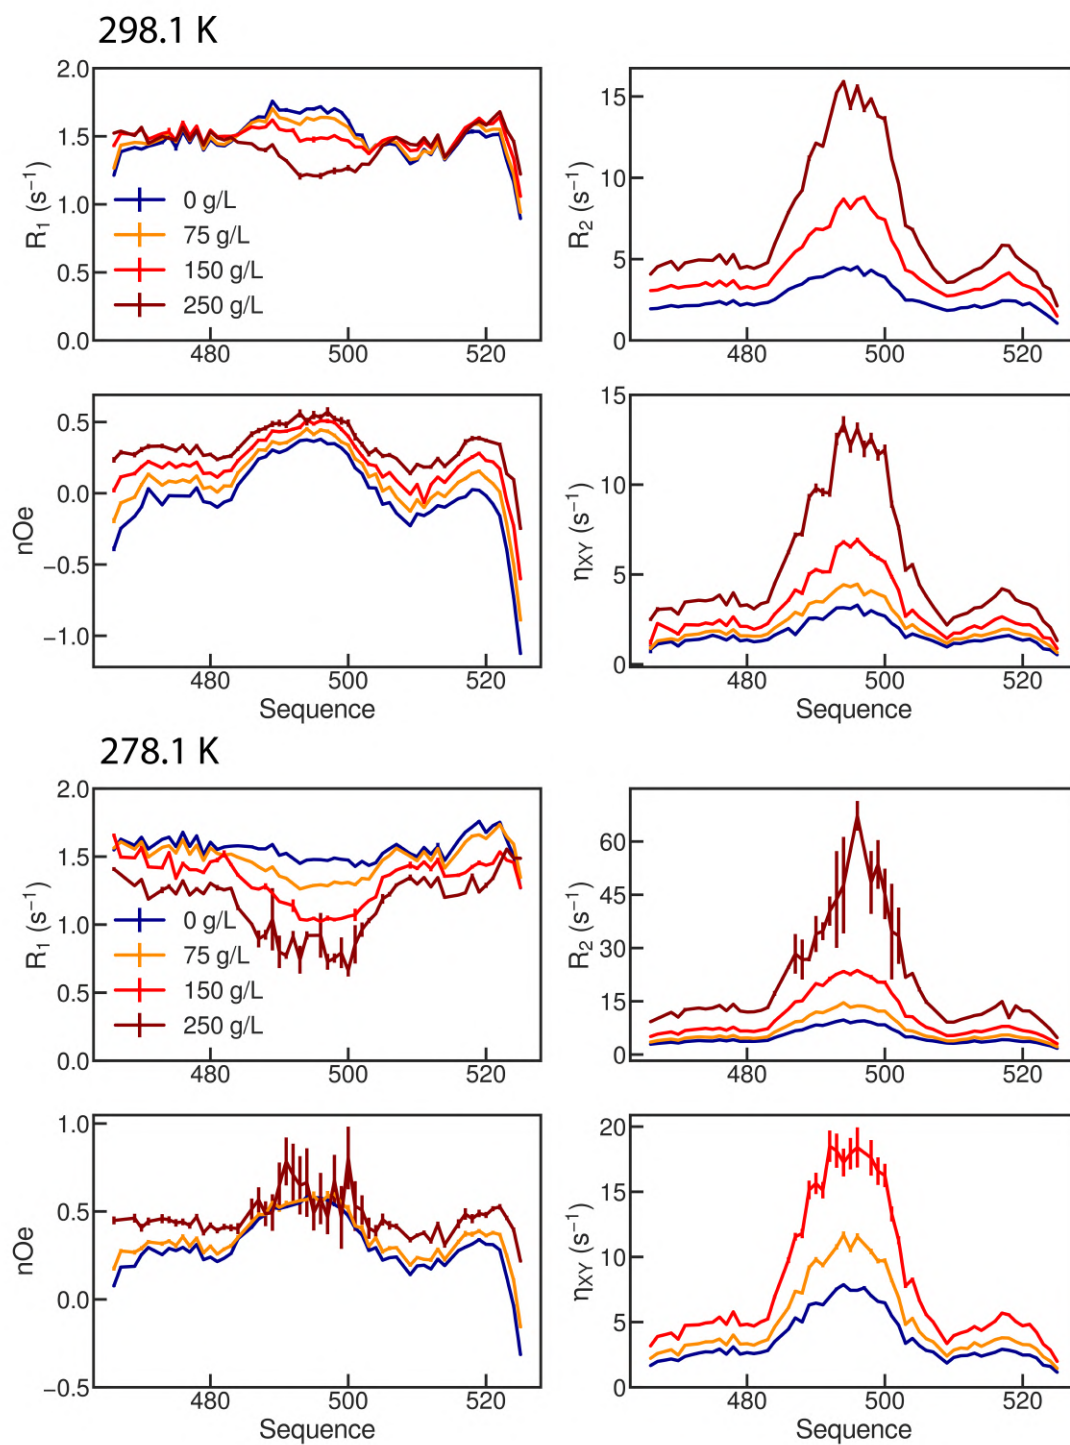 298.1 K
2.0
1.5
1.0
0.5
0.0
R₁ (s⁻¹)
0 g/L
75 g/L
150 g/L
250 g/L
480
500
520
15
10
5
0
R₂ (s⁻¹)
480
500
520
0.5
0.0
−0.5
−1.0
nOe
480
500
520
Sequence
15
10
5
0
ηXY (s⁻¹)
480
500
520
Sequence
278.1 K
2.0
1.5
1.0
0.5
0.0
R₁ (s⁻¹)
0 g/L
75 g/L
150 g/L
250 g/L
480
500
520
60
45
30
15
0
R₂ (s⁻¹)
480
500
520
1.0
0.5
0.0
−0.5
nOe
480
500
520
Sequence
20
15
10
5
0
ηXY (s⁻¹)
480
500
520
Sequence